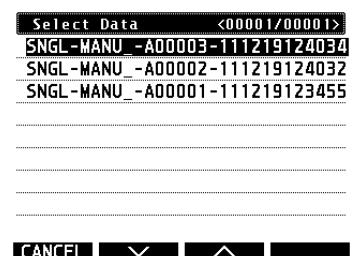 Select Data <00001/00001>
SNGL-MANU_-A00003-111219124034
SNGL-MANU_-A00002-111219124032
SNGL-MANU_-A00001-111219123455
CANCEL